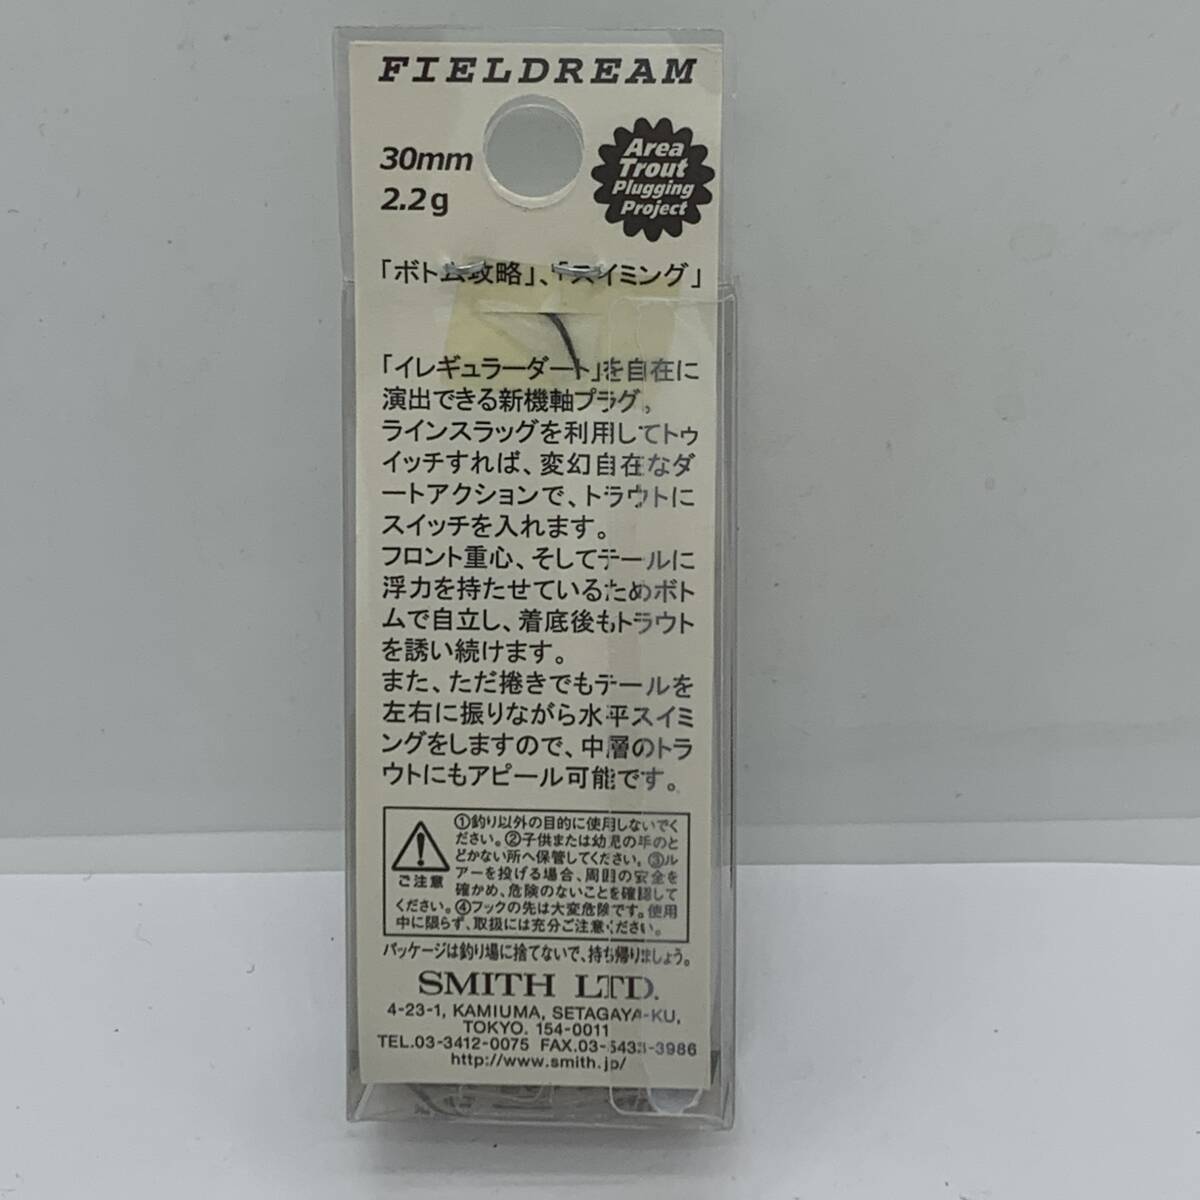 FIELDREAM
30mm
2.2g
Area
Trout
Plugging
Project
「ボトム攻略」、「スイミング」
「イレギュラーダート」を自在に
演出できる新機軸プラグ。
ラインスラッグを利用してトゥ
イッチすれば、変幻自在なダ
ートアクションで、トラウトに
スイッチを入れます。
フロント重心、そしてテールに
浮力を持たせているためボト
ムで自立し、着底後もトラウト
を誘い続けます。
また、ただ捲きでもテールを
左右に振りながら水平スイミ
ングをしますので、中層のトラ
ウトにもアピール可能です。
ご注意
①釣り以外の目的に使用しないでく
ださい。②子供または幼児の手のと
どかない所へ保管してください。③ル
アーを投げる場合、周囲の安全を
確かめ、危険のないことを確認して
ください。④フックの先は大変危険です。使用
中に限らず、取扱には充分ご注意ください。
パッケージは釣り場に捨てないで、持ち帰りましょう。
SMITH LTD.
4-23-1, KAMIUMA, SETAGAYA-KU,
TOKYO. 154-0011
TEL.03-3412-0075 FAX.03-5433-3986
http://www.smith.jp/